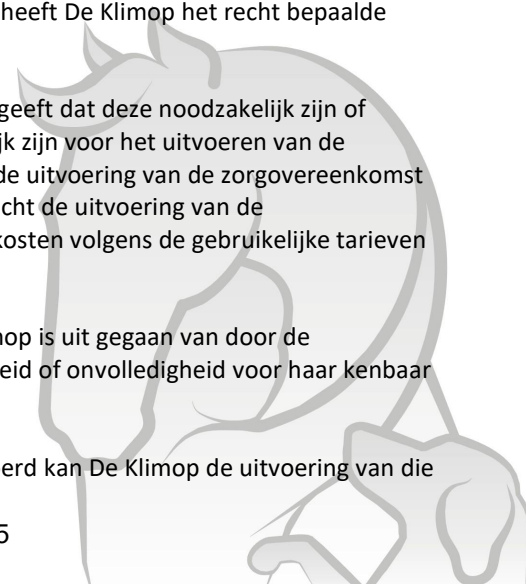 heeft De Klimop het recht bepaalde
geeft dat deze noodzakelijk zijn of
jk zijn voor het uitvoeren van de
de uitvoering van de zorgovereenkomst
cht de uitvoering van de
kosten volgens de gebruikelijke tarieven
op is uit gegaan van door de
eid of onvolledigheid voor haar kenbaar
erd kan De Klimop de uitvoering van die
5